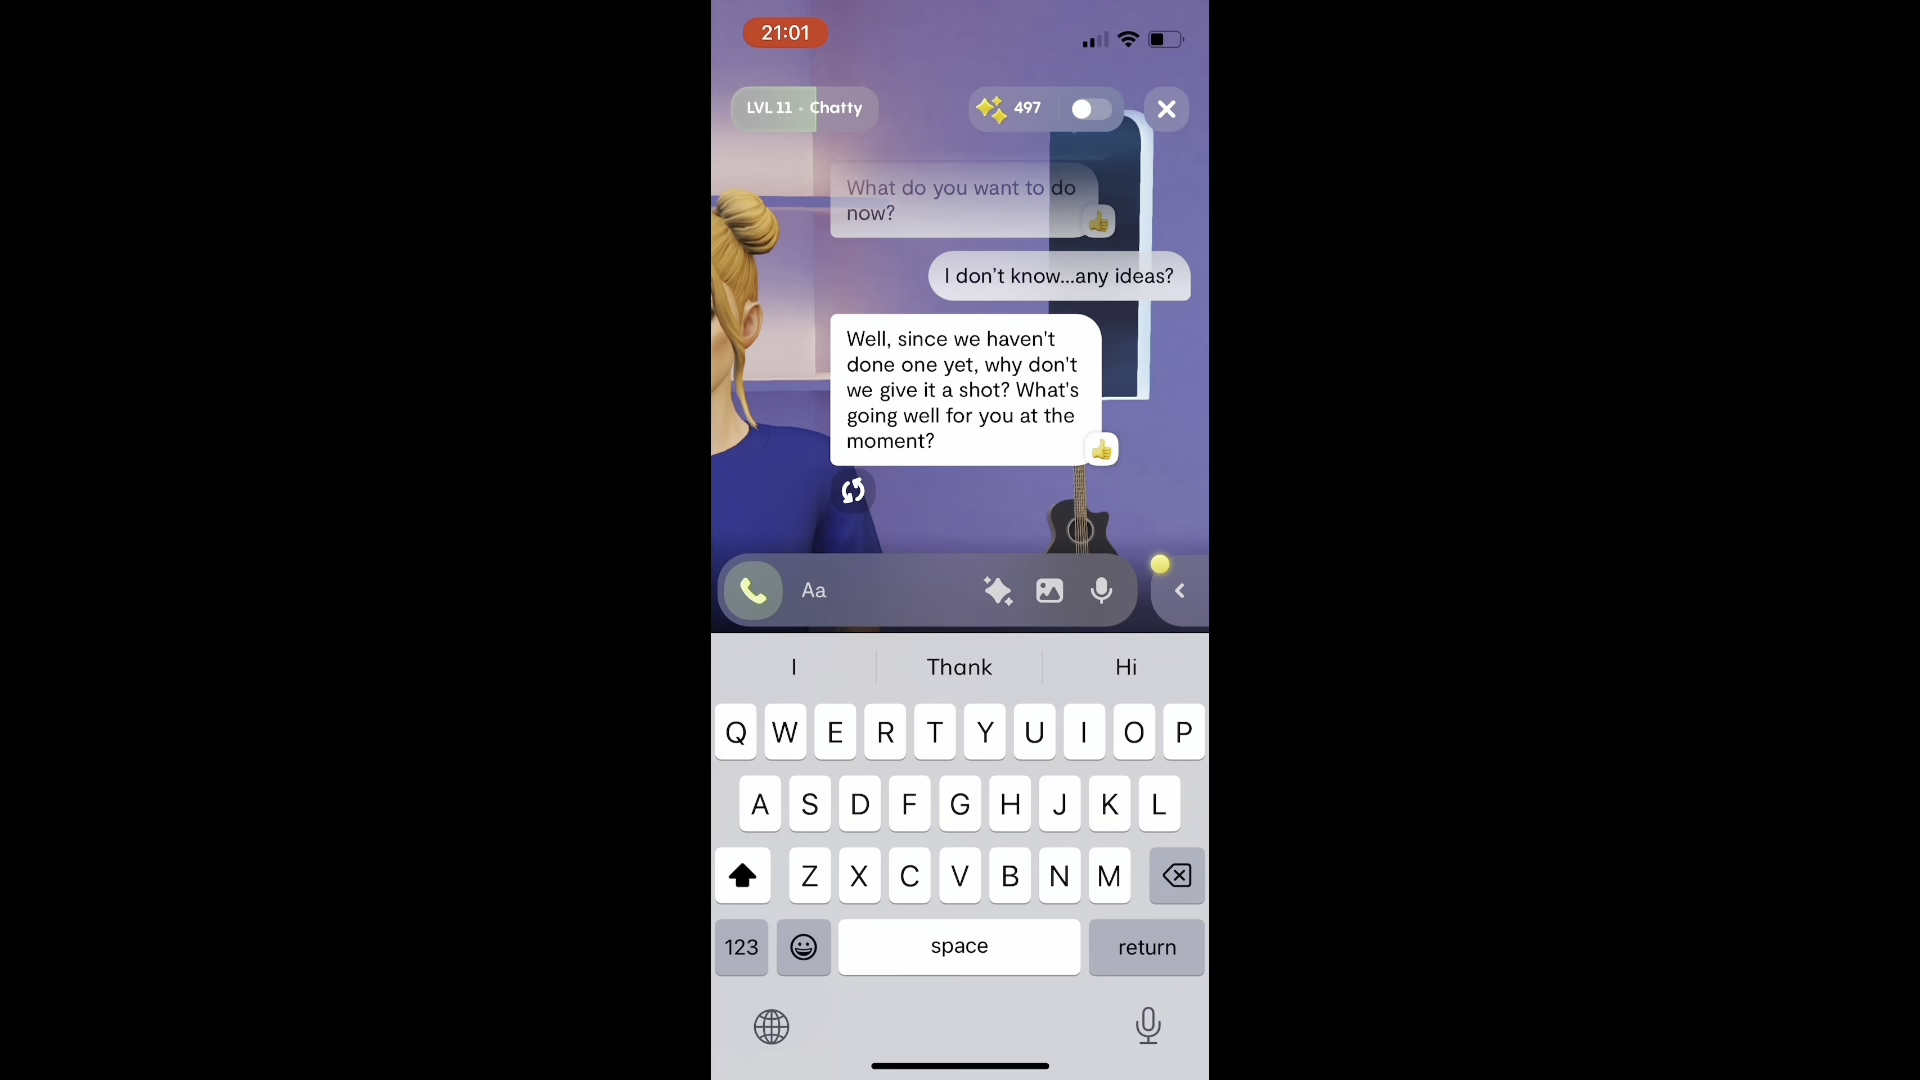 21:01
LVL 11 • Chatty
497
What do you want to do
now?
I don't know...any ideas?
Well, since we haven't
done one yet, why don't
we give it a shot? What's
going well for you at the
moment?
Aa
I Thank Hi
Q W E R T Y U I O P
A S D F G H J K L
Z X C V B N M
123 space return